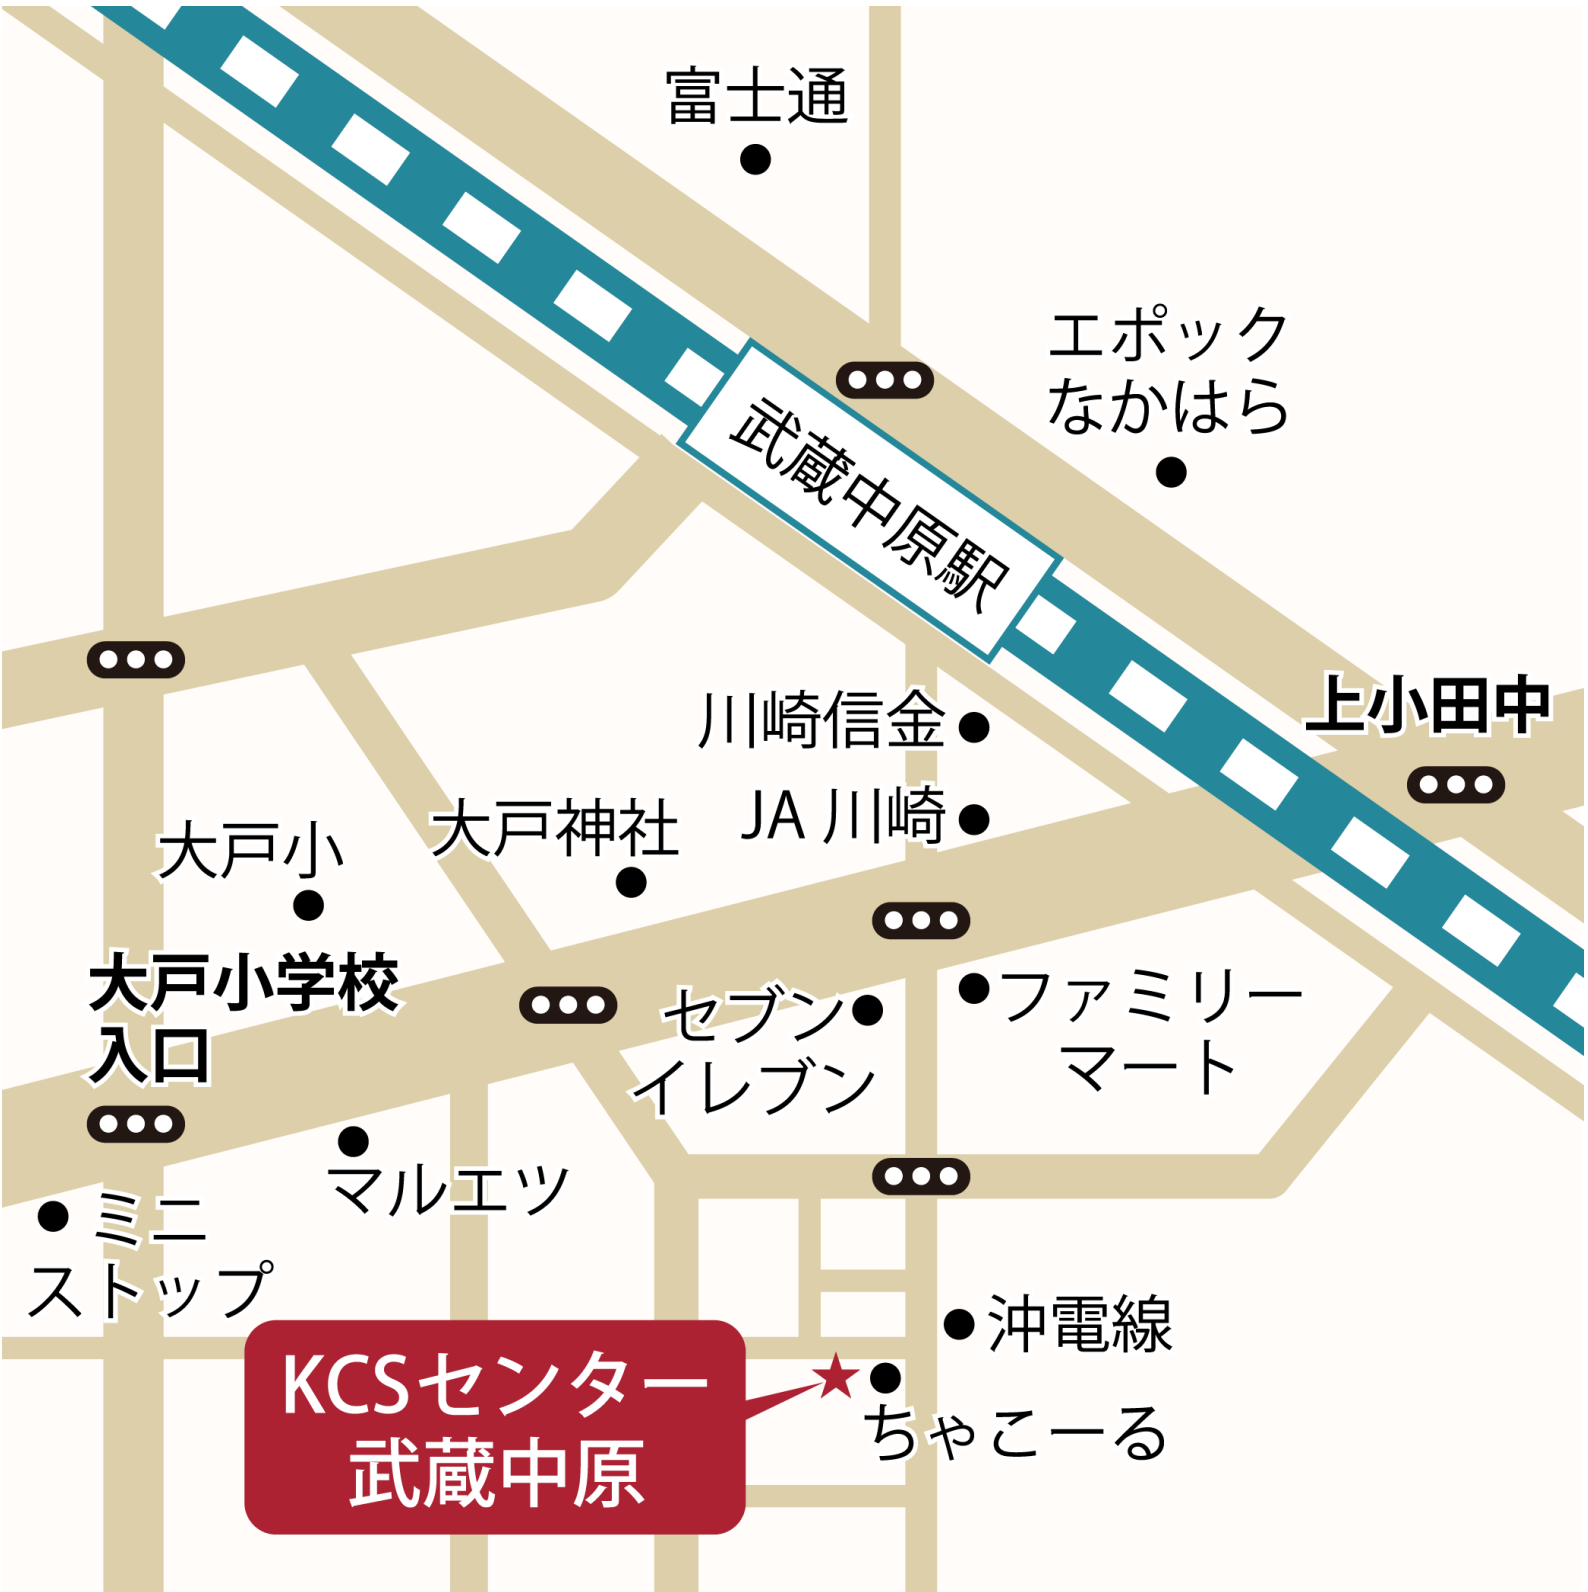 富士通
エポック
なかはら
武蔵中原駅
上小田中
川崎信金
JA 川崎
大戸神社
大戸小
大戸小学校
入口
セブン
イレブン
ファミリー
マート
マルエツ
ミニ
ストップ
沖電線
ちゃこーる
KCSセンター
武蔵中原